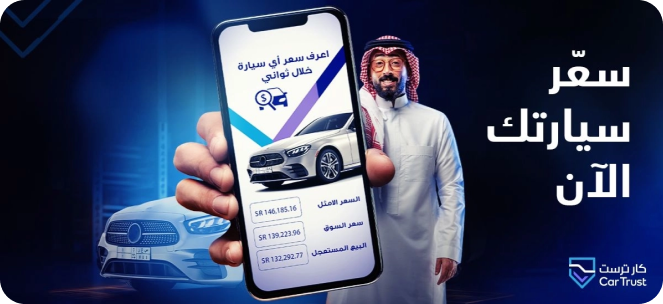 سعّر
سيارتك
الآن
اعرف سعر أي سيارة
خلال ثواني
$
السعر الامثل
SR 146,185.16
سعر السوق
SR 139,223.96
البيع المستعجل
SR 132,292.77
كار ترست
CarTrust